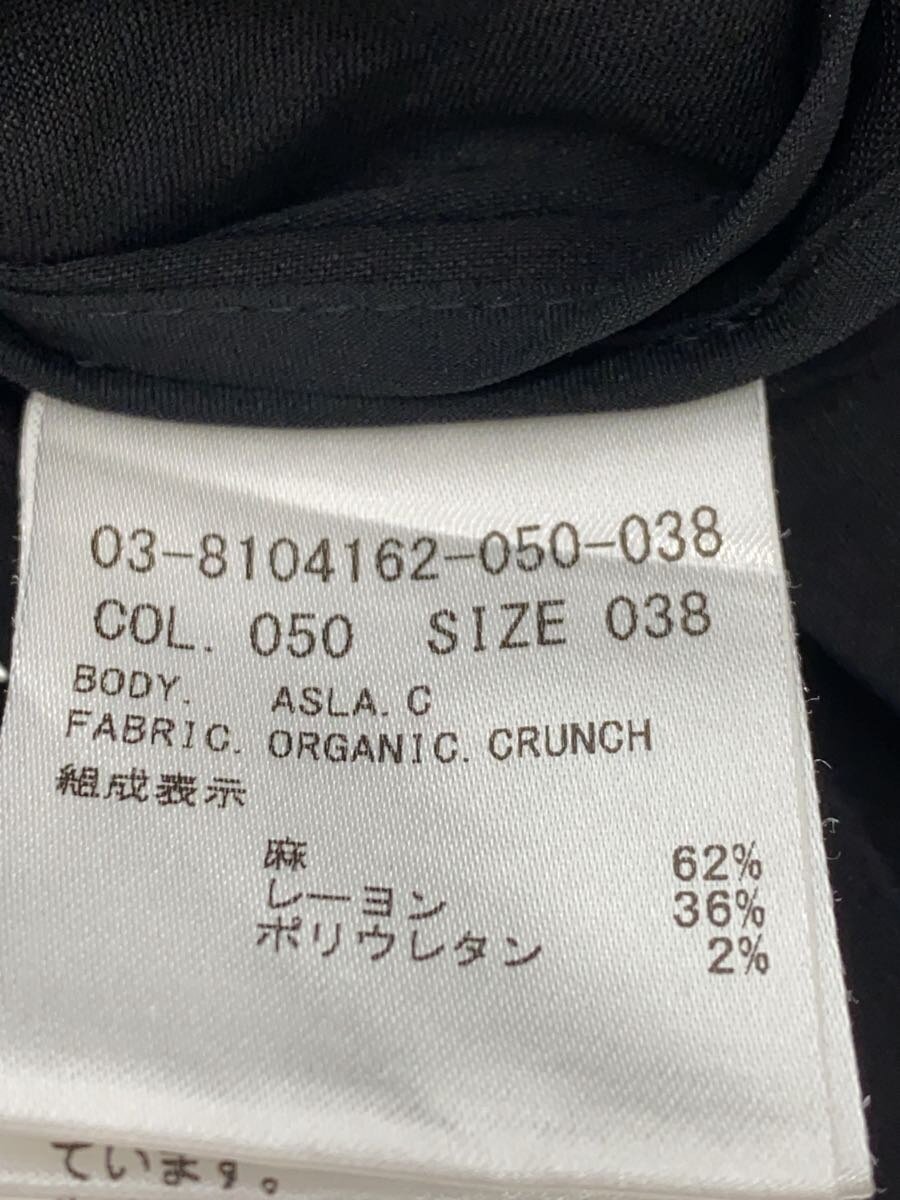 03-8104162-050-038
COL. 050 SIZE 038
BODY. ASLA.C
FABRIC. ORGANIC.CRUNCH
組成表示
麻 62%
レーヨン 36%
ポリウレタン 2%
ています。